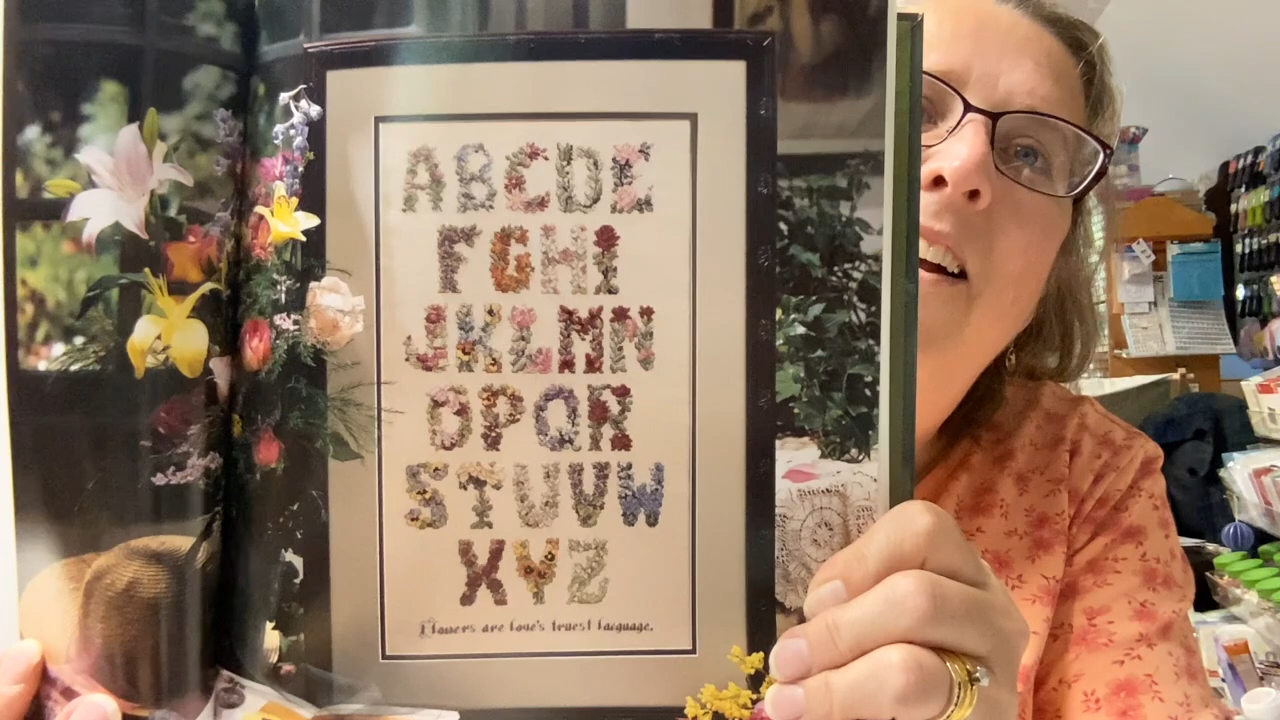 ABCDE
FGHI
JKLMN
OPQR
STUVW
XYZ
Flowers are love's truest language.